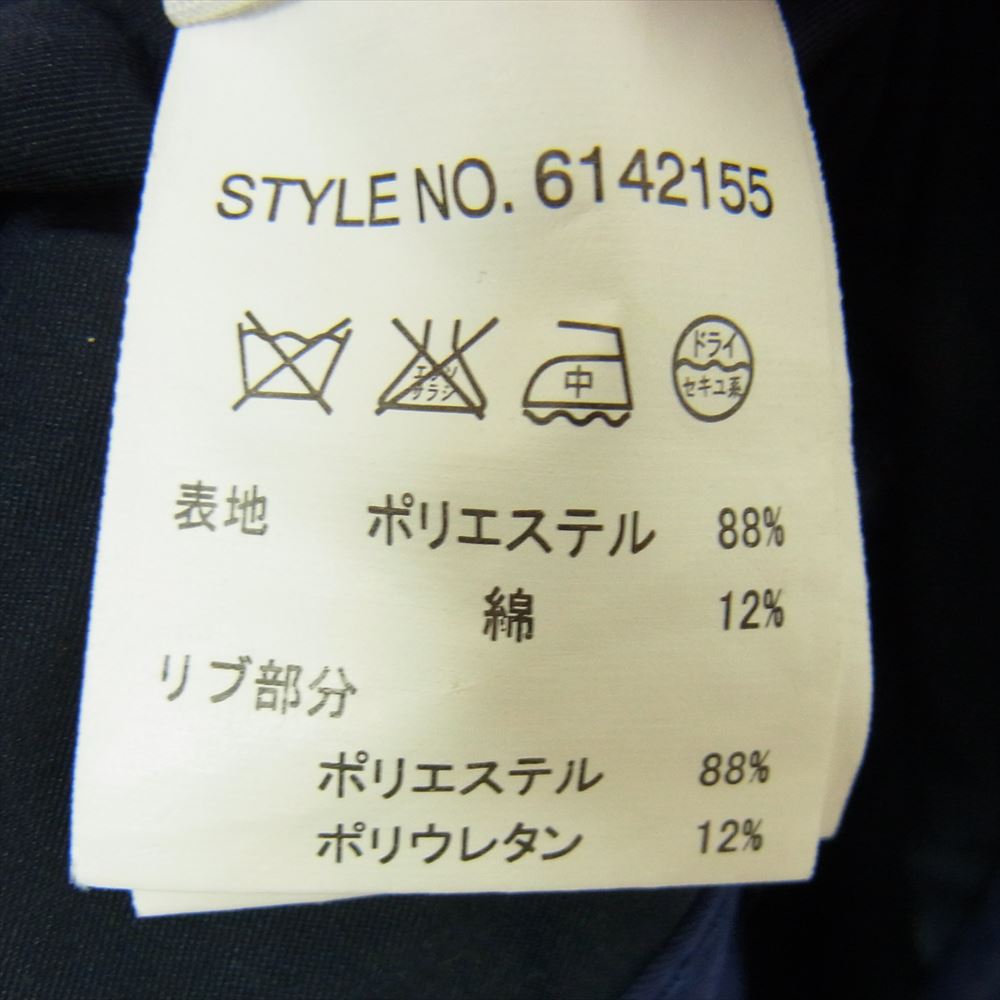 STYLE NO. 6142155
エンソ
サラシ
中
ドライ
セキユ系
表地 ポリエステル 88%
綿 12%
リブ部分
ポリエステル 88%
ポリウレタン 12%